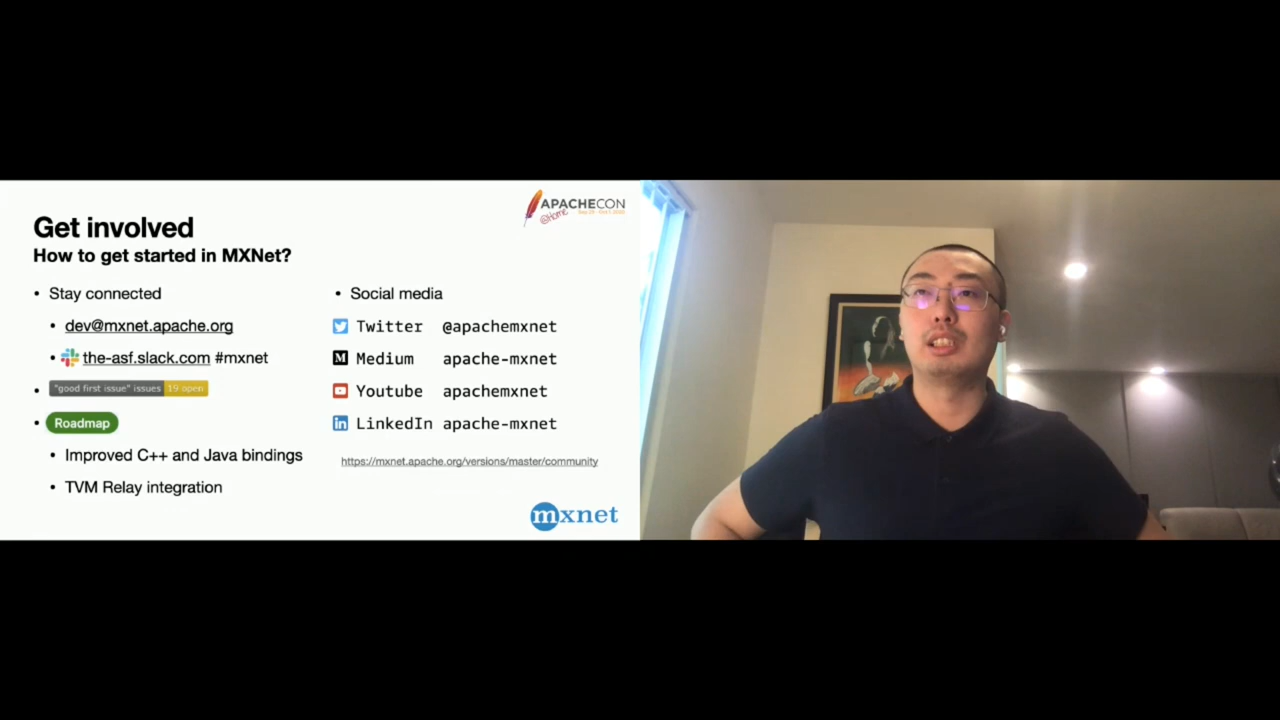 APACHECON
@Home
Get involved
How to get started in MXNet?
• Stay connected
• dev@mxnet.apache.org
• the-asf.slack.com #mxnet
• "good first issue" issues 19 open
• Roadmap
• Improved C++ and Java bindings
• TVM Relay integration
• Social media
Twitter @apachemxnet
Medium apache-mxnet
Youtube apachemxnet
LinkedIn apache-mxnet
https://mxnet.apache.org/versions/master/community
mxnet